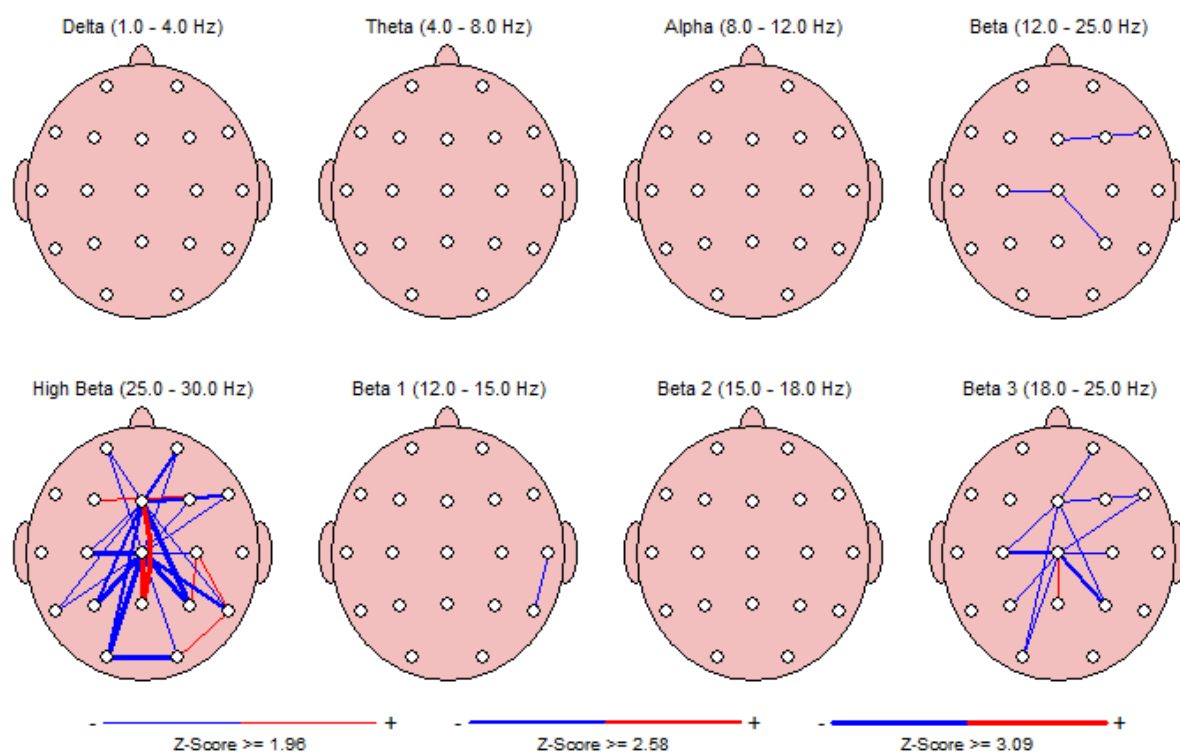 Delta (1.0 - 4.0 Hz) Theta (4.0 - 8.0 Hz) Alpha (8.0 - 12.0 Hz) Beta (12.0 - 25.0 Hz)
High Beta (25.0 - 30.0 Hz) Beta 1 (12.0 - 15.0 Hz) Beta 2 (15.0 - 18.0 Hz) Beta 3 (18.0 - 25.0 Hz)
- + - + - +
Z-Score >= 1.96 Z-Score >= 2.58 Z-Score >= 3.09